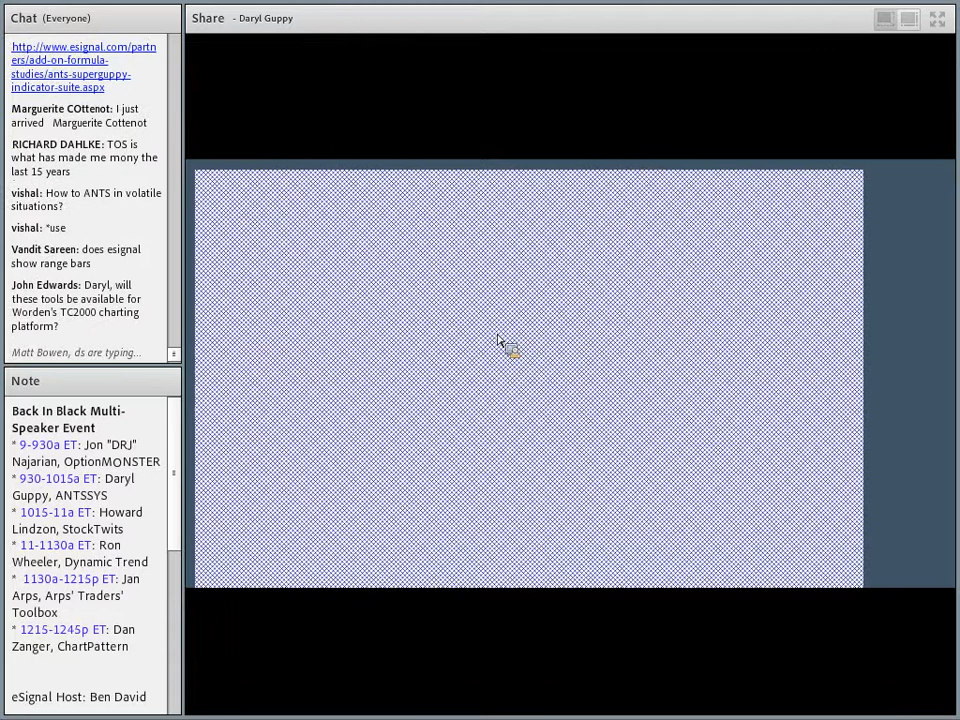 Chat (Everyone)
http://www.esignal.com/partn
ers/add-on-formula-
studies/ants-superguppy-
indicator-suite.aspx
Marguerite COttenot: I just
arrived   Marguerite Cottenot
RICHARD DAHLKE: TOS is
what has made me mony the
last 15 years
vishal: How to ANTS in volatile
situations?
vishal: *use
Vandit Sareen: does esignal
show range bars
John Edwards: Daryl, will
these tools be available for
Worden's TC2000 charting
platform?
Matt Bowen, ds are typing...
Note
Back In Black Multi-
Speaker Event
* 9-930a ET: Jon "DRJ"
Najarian, OptionMONSTER
* 930-1015a ET: Daryl
Guppy, ANTSSYS
* 1015-11a ET: Howard
Lindzon, StockTwits
* 11-1130a ET: Ron
Wheeler, Dynamic Trend
*  1130a-1215p ET: Jan
Arps, Arps' Traders'
Toolbox
* 1215-1245p ET: Dan
Zanger, ChartPattern
eSignal Host: Ben David
Share - Daryl Guppy